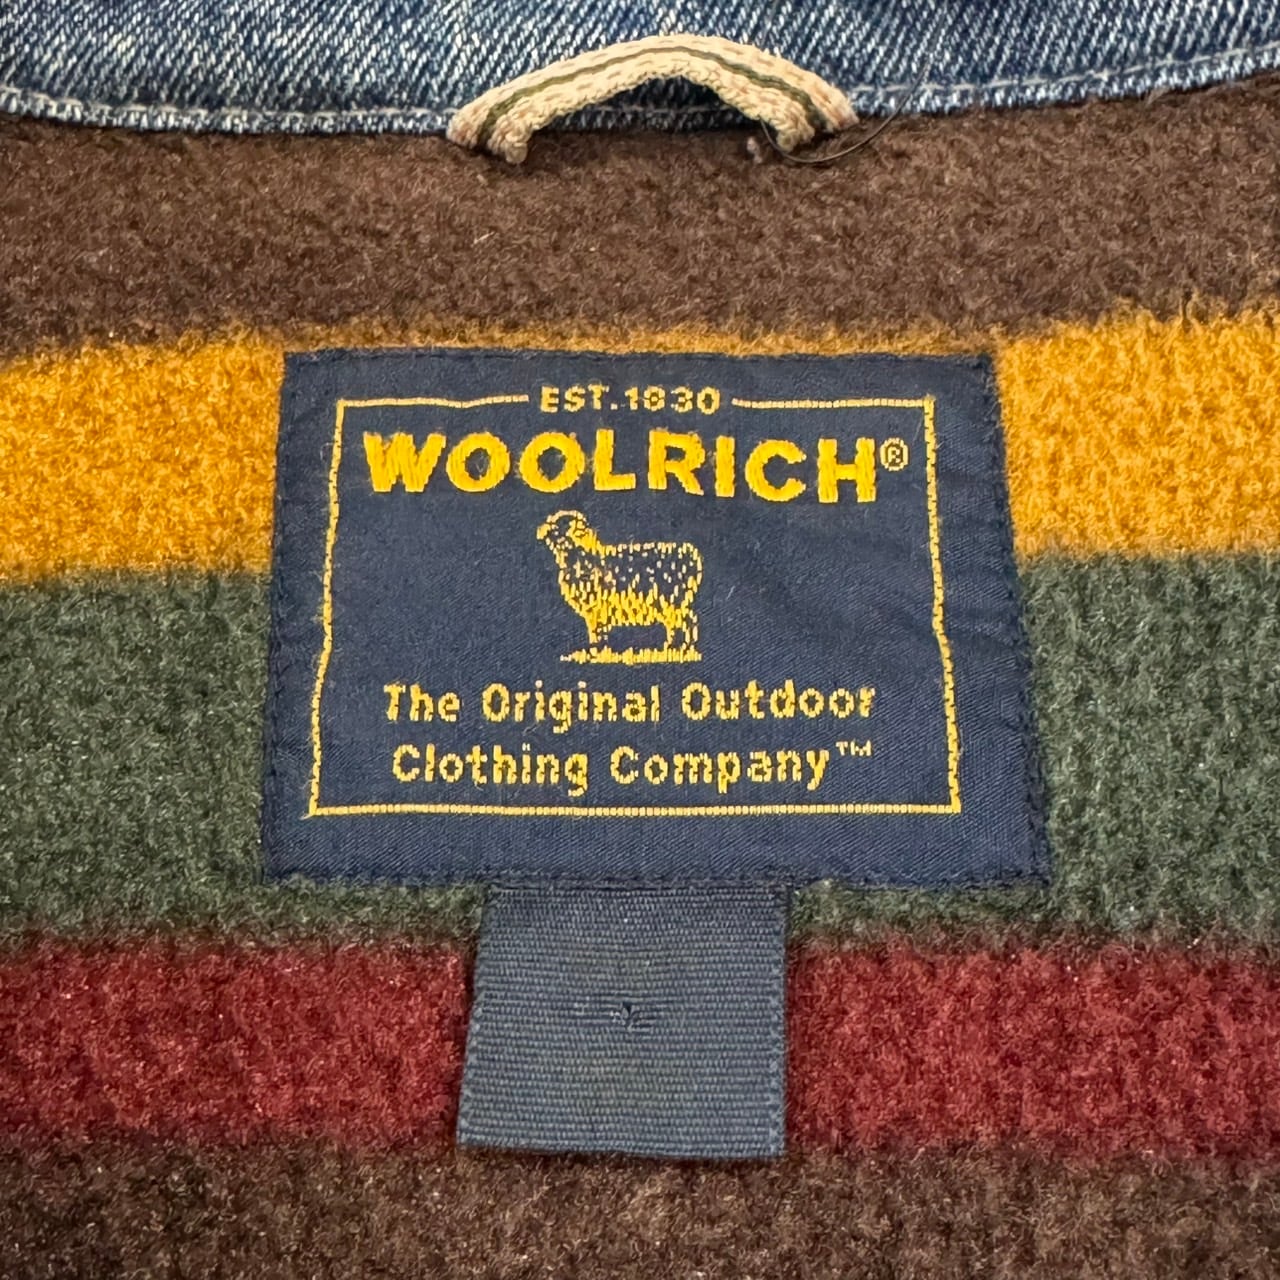 EST. 1830
WOOLRICH®
The Original Outdoor
Clothing Company™